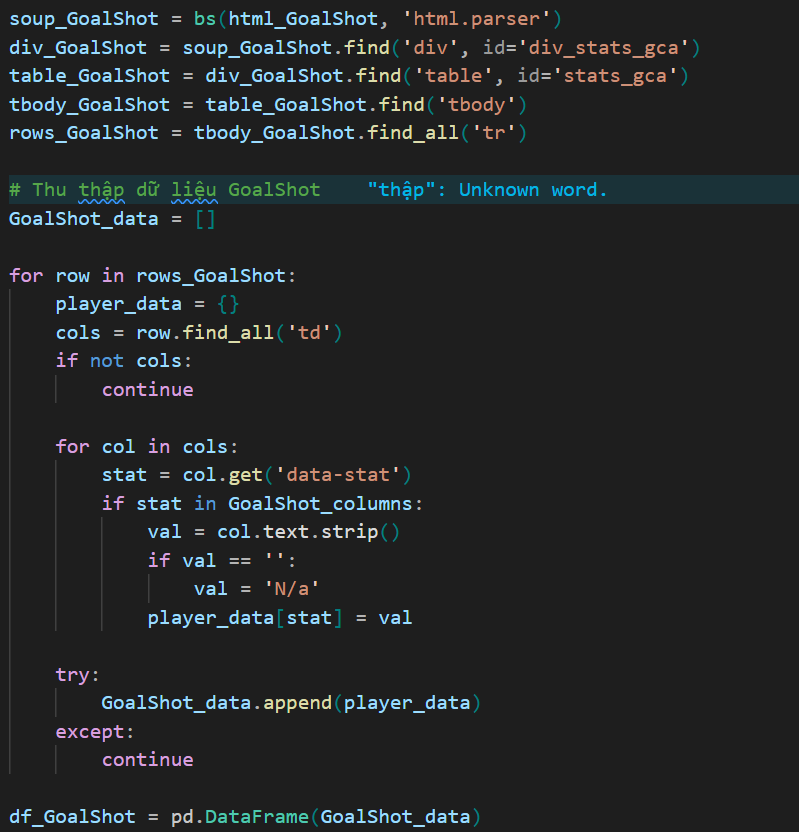 soup_GoalShot = bs(html_GoalShot, 'html.parser')
div_GoalShot = soup_GoalShot.find('div', id='div_stats_gca')
table_GoalShot = div_GoalShot.find('table', id='stats_gca')
tbody_GoalShot = table_GoalShot.find('tbody')
rows_GoalShot = tbody_GoalShot.find_all('tr')

# Thu thập dữ liệu GoalShot    "thập": Unknown word.
GoalShot_data = []

for row in rows_GoalShot:
    player_data = {}
    cols = row.find_all('td')
    if not cols:
        continue

    for col in cols:
        stat = col.get('data-stat')
        if stat in GoalShot_columns:
            val = col.text.strip()
            if val == '':
                val = 'N/a'
            player_data[stat] = val

    try:
        GoalShot_data.append(player_data)
    except:
        continue

df_GoalShot = pd.DataFrame(GoalShot_data)